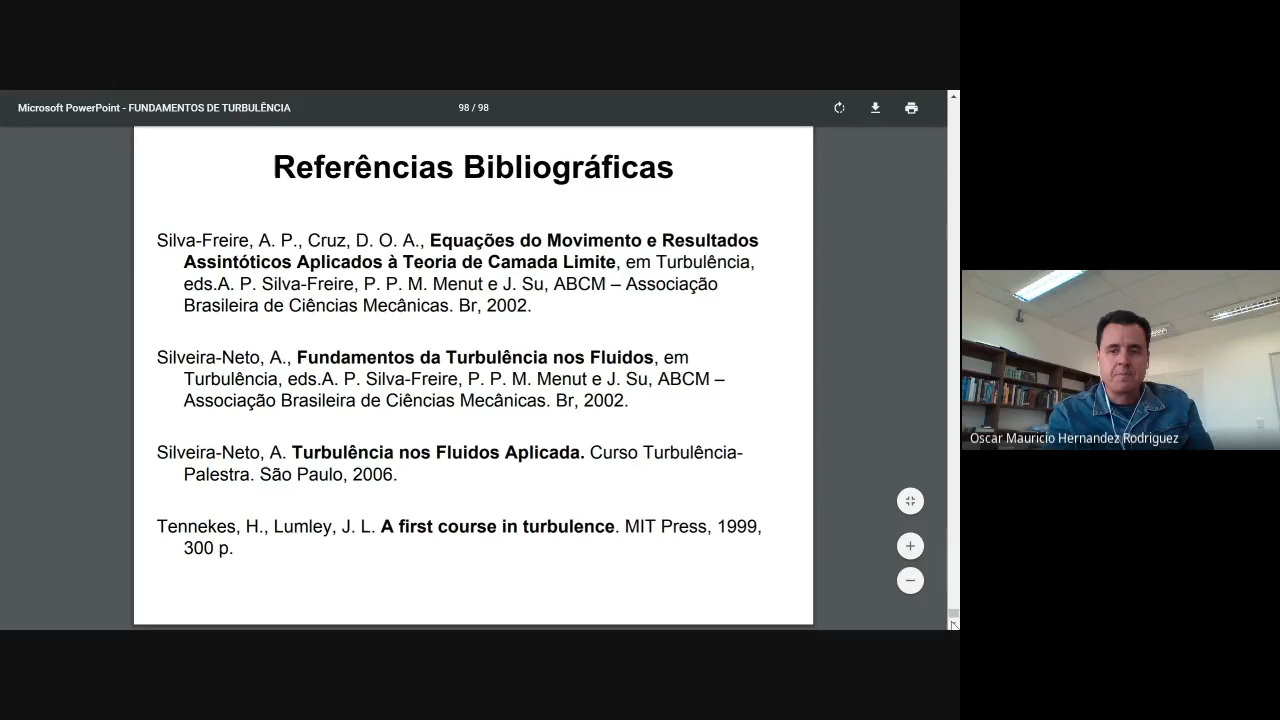 Microsoft PowerPoint - FUNDAMENTOS DE TURBULÊNCIA
98 / 98
Referências Bibliográficas
Silva-Freire, A. P., Cruz, D. O. A., Equações do Movimento e Resultados
Assintóticos Aplicados à Teoria de Camada Limite, em Turbulência,
eds.A. P. Silva-Freire, P. P. M. Menut e J. Su, ABCM – Associação
Brasileira de Ciências Mecânicas. Br, 2002.
Silveira-Neto, A., Fundamentos da Turbulência nos Fluidos, em
Turbulência, eds.A. P. Silva-Freire, P. P. M. Menut e J. Su, ABCM –
Associação Brasileira de Ciências Mecânicas. Br, 2002.
Silveira-Neto, A. Turbulência nos Fluidos Aplicada. Curso Turbulência-
Palestra. São Paulo, 2006.
Tennekes, H., Lumley, J. L. A first course in turbulence. MIT Press, 1999,
300 p.
Oscar Mauricio Hernandez Rodriguez